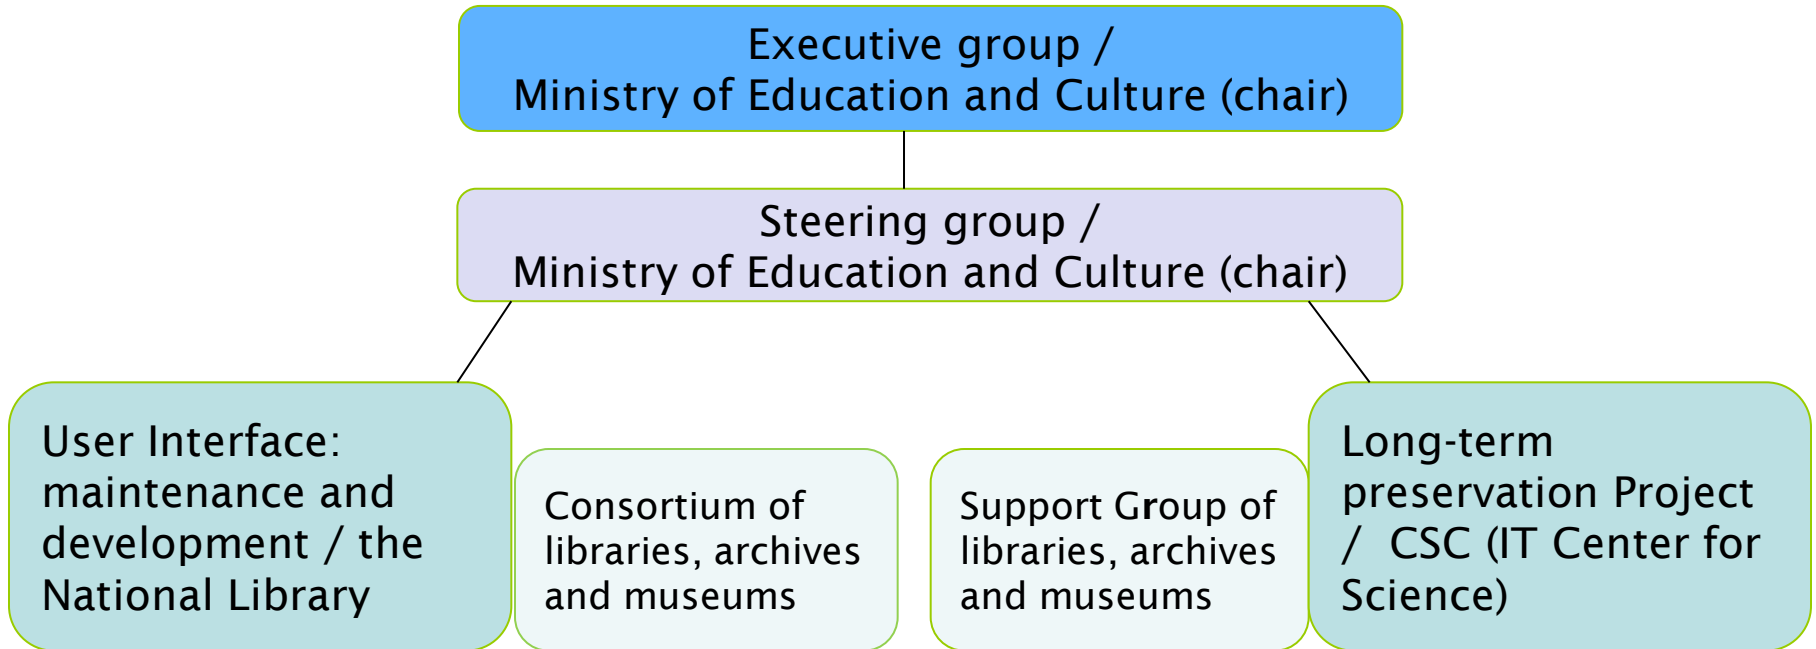 Executive group /
Ministry of Education and Culture (chair)
Steering group /
Ministry of Education and Culture (chair)
User Interface:
maintenance and
development / the
National Library
Consortium of
libraries, archives
and museums
Support Group of
libraries, archives
and museums
Long-term
preservation Project
/ CSC (IT Center for
Science)